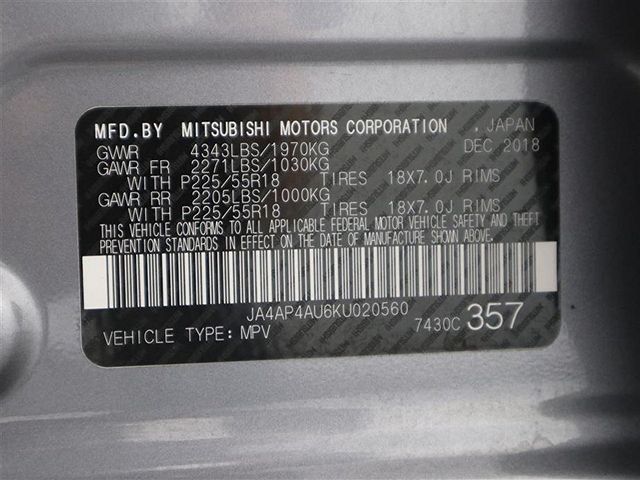 MFD.BY MITSUBISHI MOTORS CORPORATION . JAPAN
GVWR 4343LBS/1970KG DEC 2018
GAWR FR 2271LBS/1030KG
WITH P225/55R18 TIRES 18X7.0J RIMS
GAWR RR 2205LBS/1000KG
WITH P225/55R18 TIRES 18X7.0J RIMS
THIS VEHICLE CONFORMS TO ALL APPLICABLE FEDERAL MOTOR VEHICLE SAFETY AND THEFT
PREVENTION STANDARDS IN EFFECT ON THE DATE OF MANUFACTURE SHOWN ABOVE.
JA4AP4AU6KU020560
VEHICLE TYPE: MPV 7430C 357